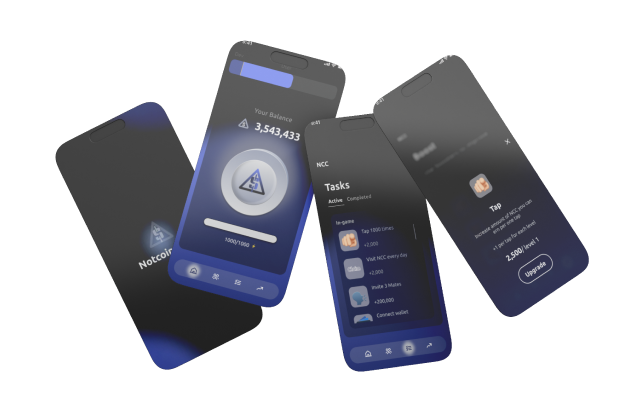 Notcoin
Your Balance
3,543,433
1000/1000
9:41
NCC
Tasks
Active Completed
In-game
Tap 1000 times
+2,000
Visit NCC every day
+2,000
Invite 3 Mates
+200,000
Connect wallet
Tap
Increase amount of NCC you can
earn per one tap
+1 per tap for each level
2,500/ level 1
Upgrade